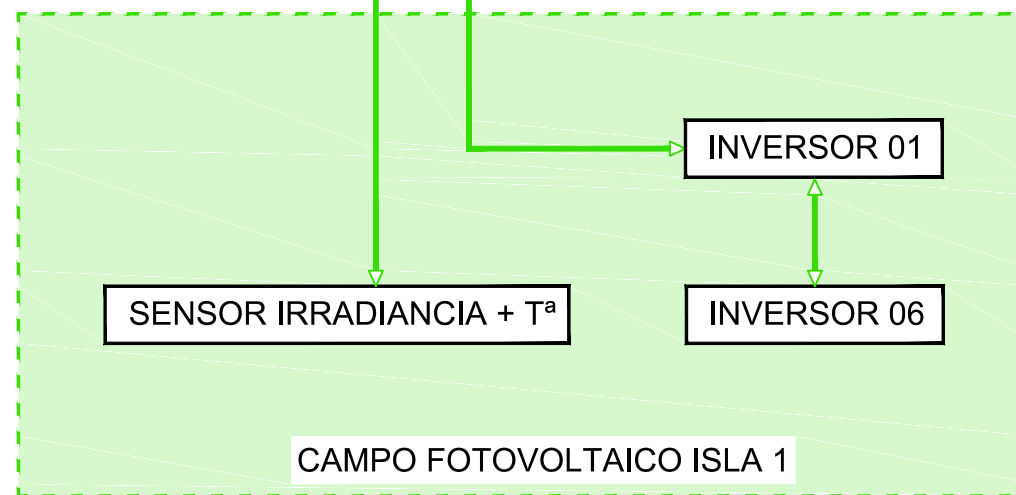 INVERSOR 01
SENSOR IRRADIANCIA + Tª
INVERSOR 06
CAMPO FOTOVOLTAICO ISLA 1